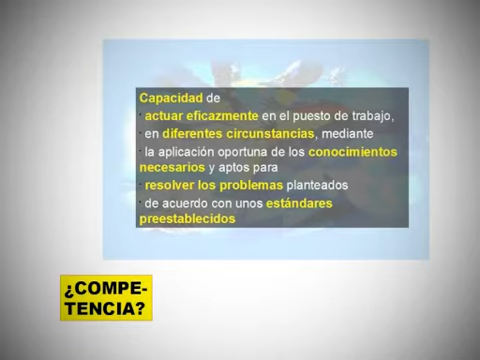 Capacidad de
· actuar eficazmente en el puesto de trabajo,
· en diferentes circunstancias, mediante
· la aplicación oportuna de los conocimientos
necesarios y aptos para
· resolver los problemas planteados
· de acuerdo con unos estándares
preestablecidos
¿COMPE-
TENCIA?